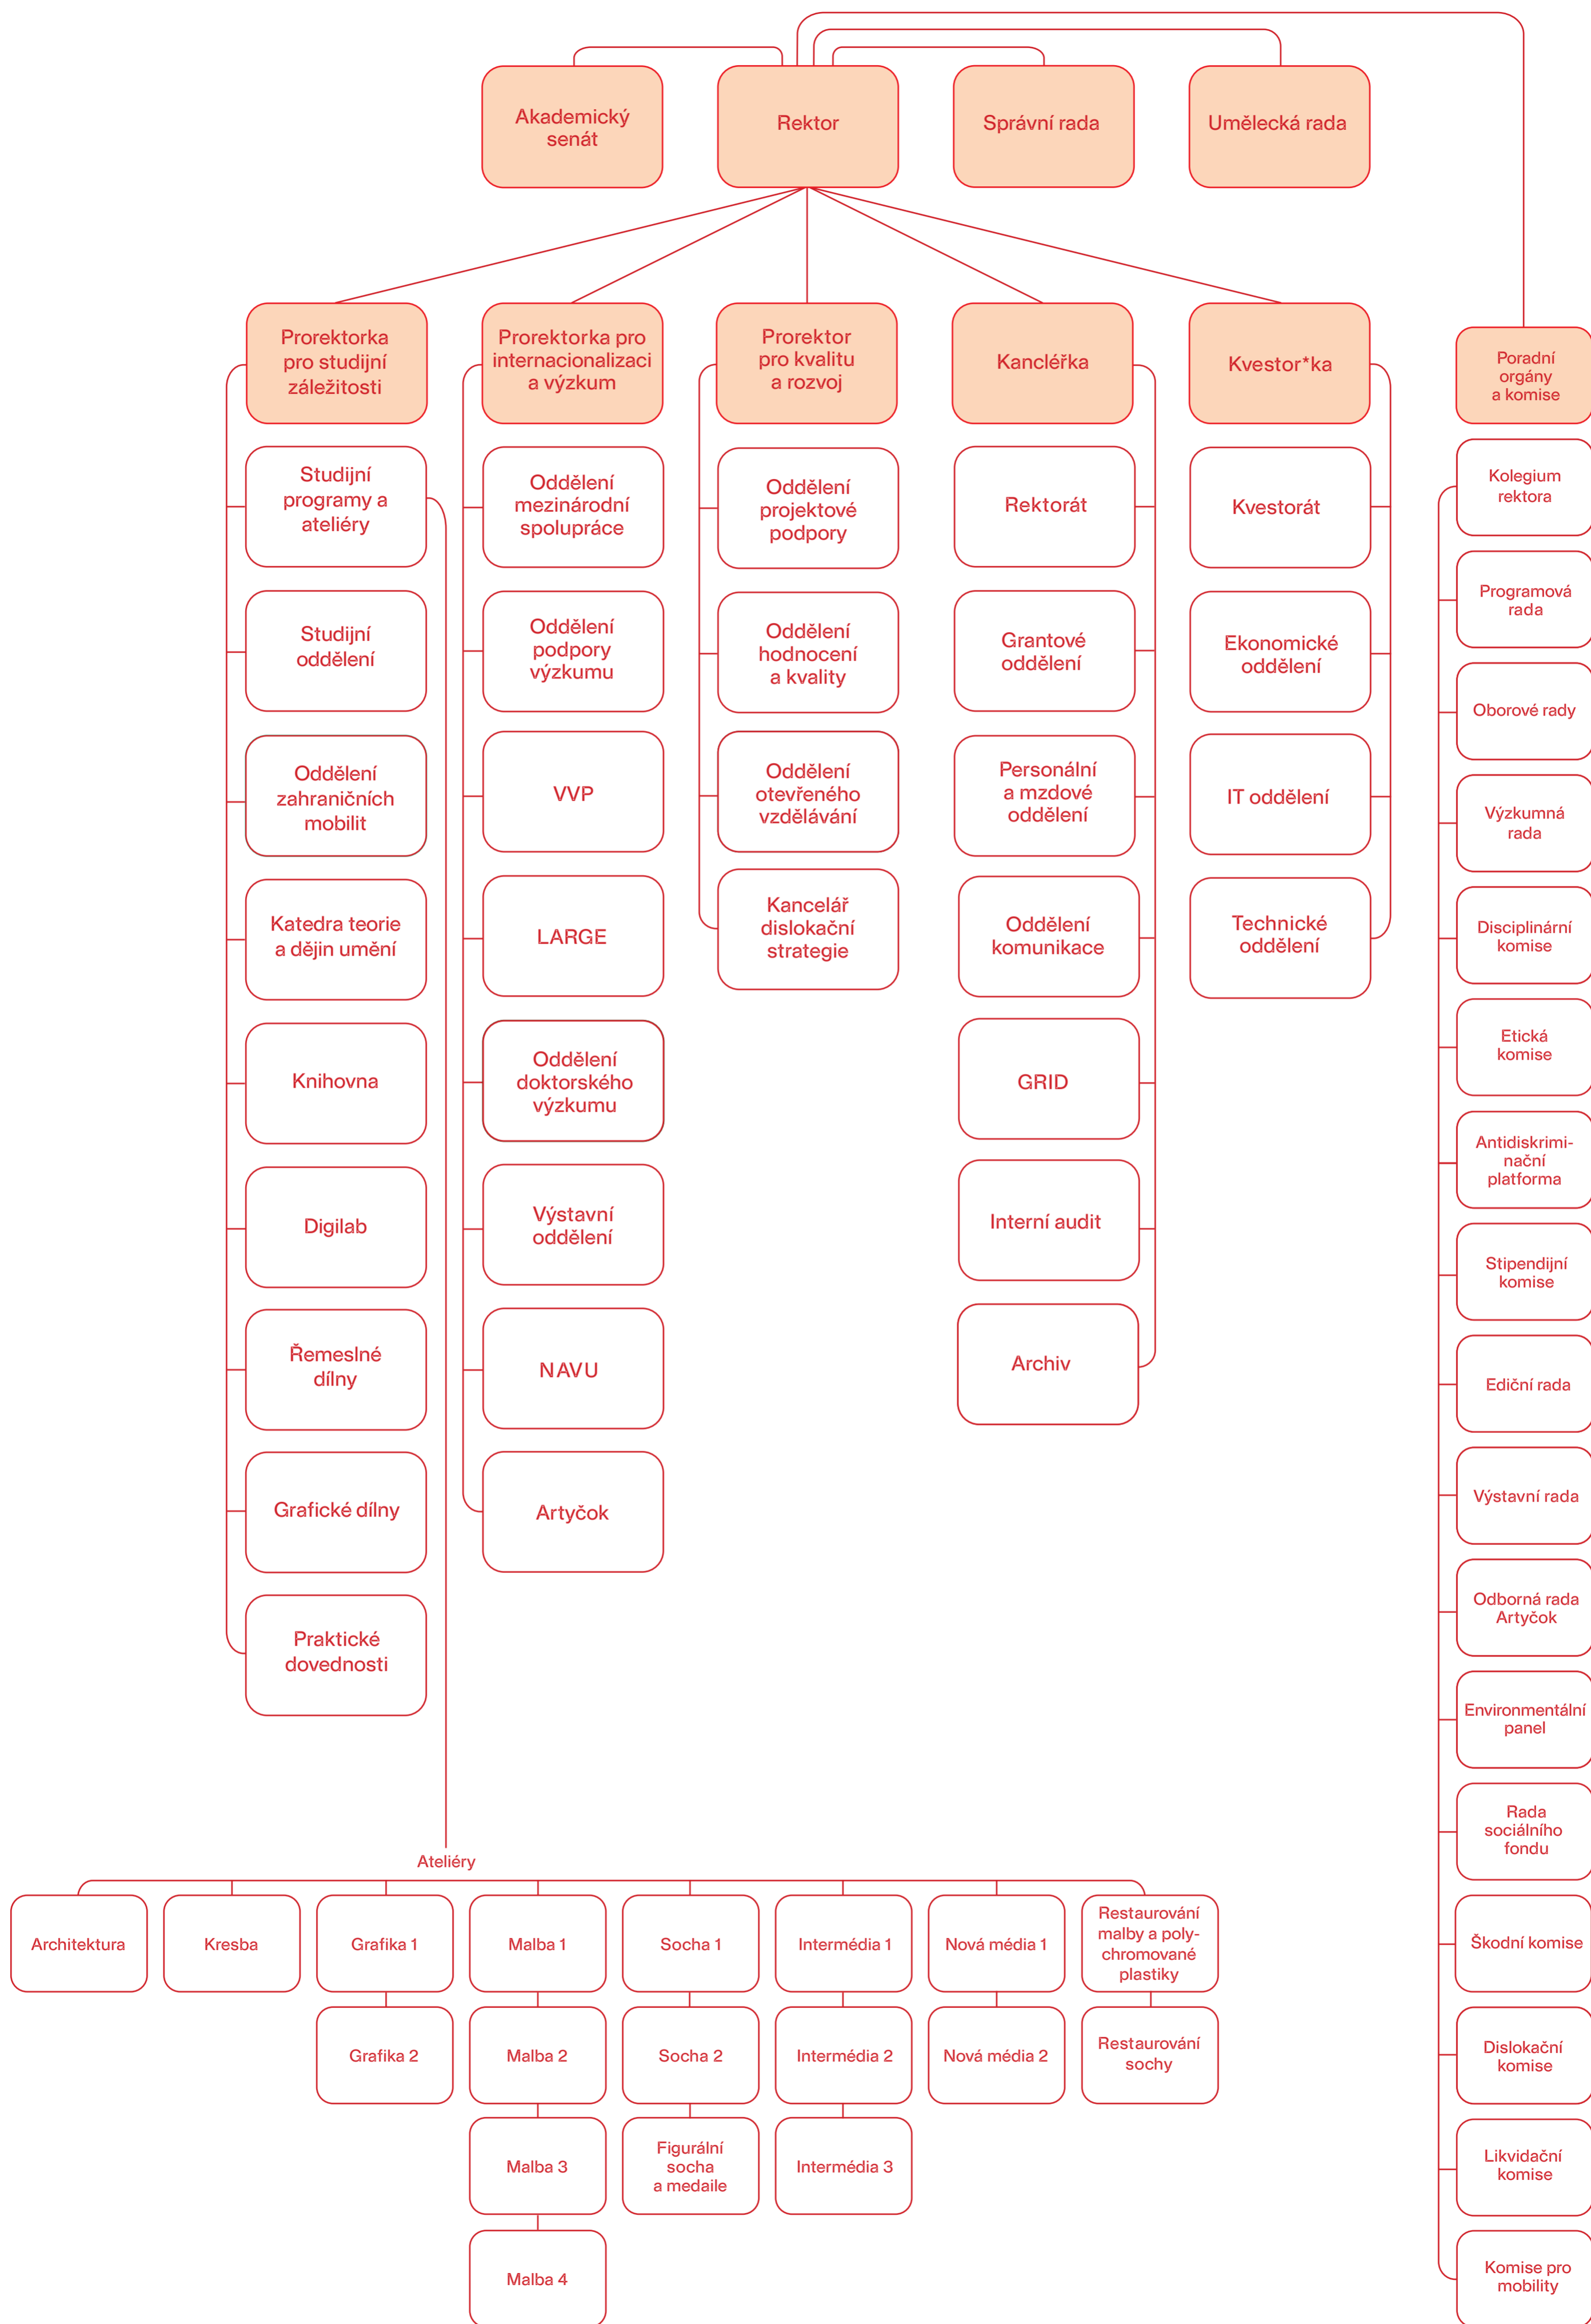 Akademický
senát
Rektor
Správní rada
Umělecká rada
Prorektorka
pro studijní
záležitosti
Prorektorka pro
internacionalizaci
a výzkum
Prorektor
pro kvalitu
a rozvoj
Kancléřka
Kvestor*ka
Poradní
orgány
a komise
Studijní
programy a
ateliéry
Studijní
oddělení
Oddělení
zahraničních
mobilit
Katedra teorie
a dějin umění
Knihovna
Digilab
Řemeslné
dílny
Grafické dílny
Praktické
dovednosti
Oddělení
mezinárodní
spolupráce
Oddělení
podpory
výzkumu
VVP
LARGE
Oddělení
doktorského
výzkumu
Výstavní
oddělení
NAVU
Artyčok
Oddělení
projektové
podpory
Oddělení
hodnocení
a kvality
Oddělení
otevřeného
vzdělávání
Kancelář
dislokační
strategie
Rektorát
Grantové
oddělení
Personální
a mzdové
oddělení
Oddělení
komunikace
GRID
Interní audit
Archiv
Kvestorát
Ekonomické
oddělení
IT oddělení
Technické
oddělení
Kolegium
rektora
Programová
rada
Oborové rady
Výzkumná
rada
Disciplinární
komise
Etická
komise
Antidiskrimi-
nační
platforma
Stipendijní
komise
Ediční rada
Výstavní rada
Odborná rada
Artyčok
Environmentální
panel
Rada
sociálního
fondu
Škodní komise
Dislokační
komise
Likvidační
komise
Komise pro
mobility
Ateliéry
Architektura
Kresba
Grafika 1
Grafika 2
Malba 1
Malba 2
Malba 3
Malba 4
Socha 1
Socha 2
Figurální
socha
a medaile
Intermédia 1
Intermédia 2
Intermédia 3
Nová média 1
Nová média 2
Restaurování
malby a poly-
chromované
plastiky
Restaurování
sochy